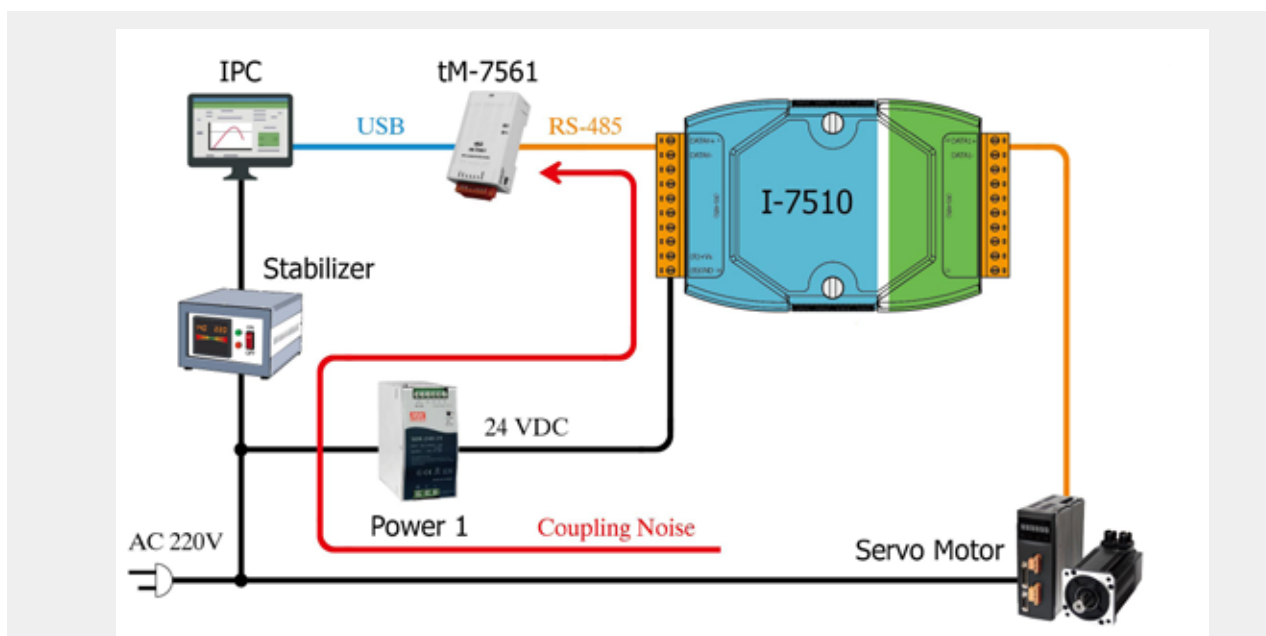 IPC
tM-7561
USB
RS-485
I-7510
Stabilizer
24 VDC
Power 1
Coupling Noise
AC 220V
Servo Motor